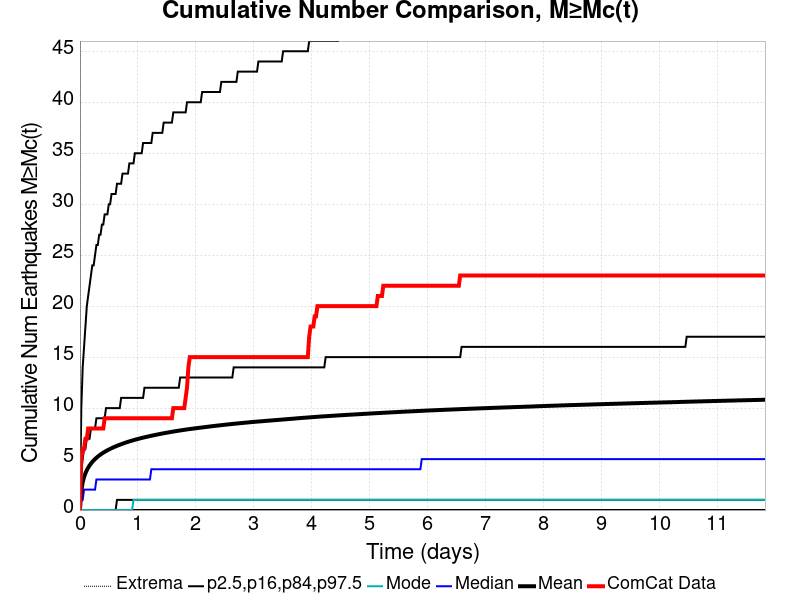 Cumulative Number Comparison, M≥Mc(t)
Cumulative Num Earthquakes M≥Mc(t)
45
40
35
30
25
20
15
10
5
0
0 1 2 3 4 5 6 7 8 9 10 11
Time (days)
Extrema p2.5,p16,p84,p97.5 Mode Median Mean ComCat Data